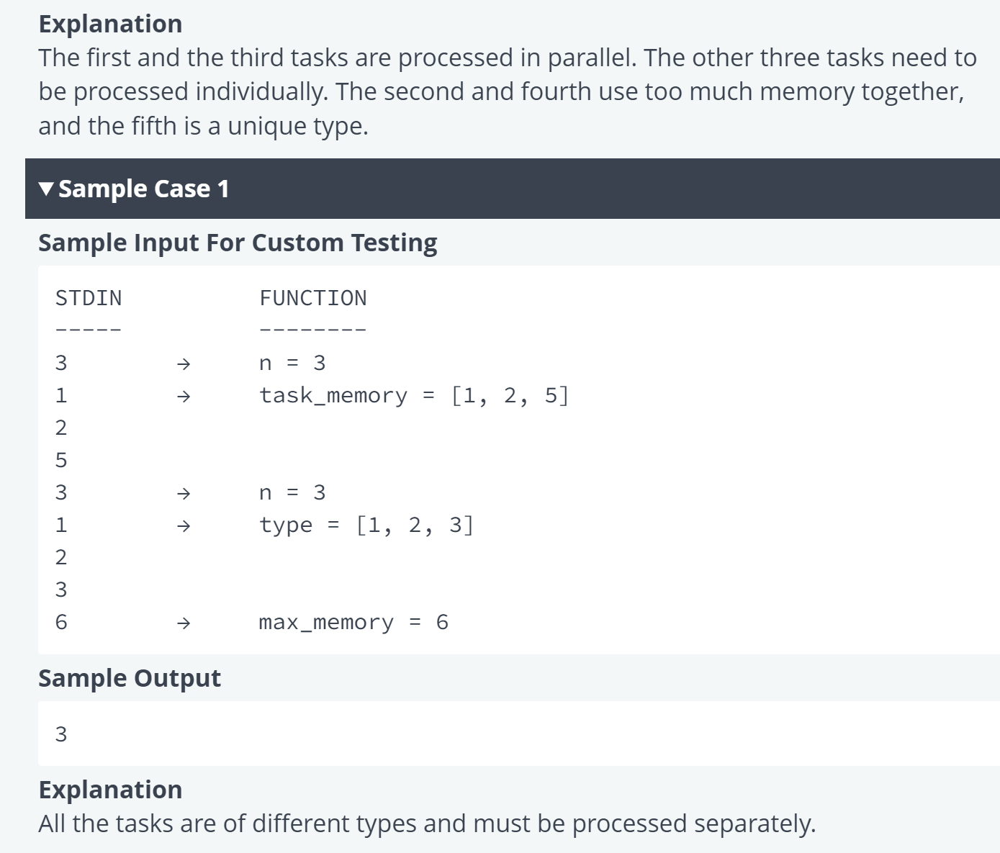 Explanation
The first and the third tasks are processed in parallel. The other three tasks need to
be processed individually. The second and fourth use too much memory together,
and the fifth is a unique type.
▼ Sample Case 1
Sample Input For Custom Testing
STDIN FUNCTION
----- --------
3 → n = 3
1 → task_memory = [1, 2, 5]
2
5
3 → n = 3
1 → type = [1, 2, 3]
2
3
6 → max_memory = 6
Sample Output
3
Explanation
All the tasks are of different types and must be processed separately.